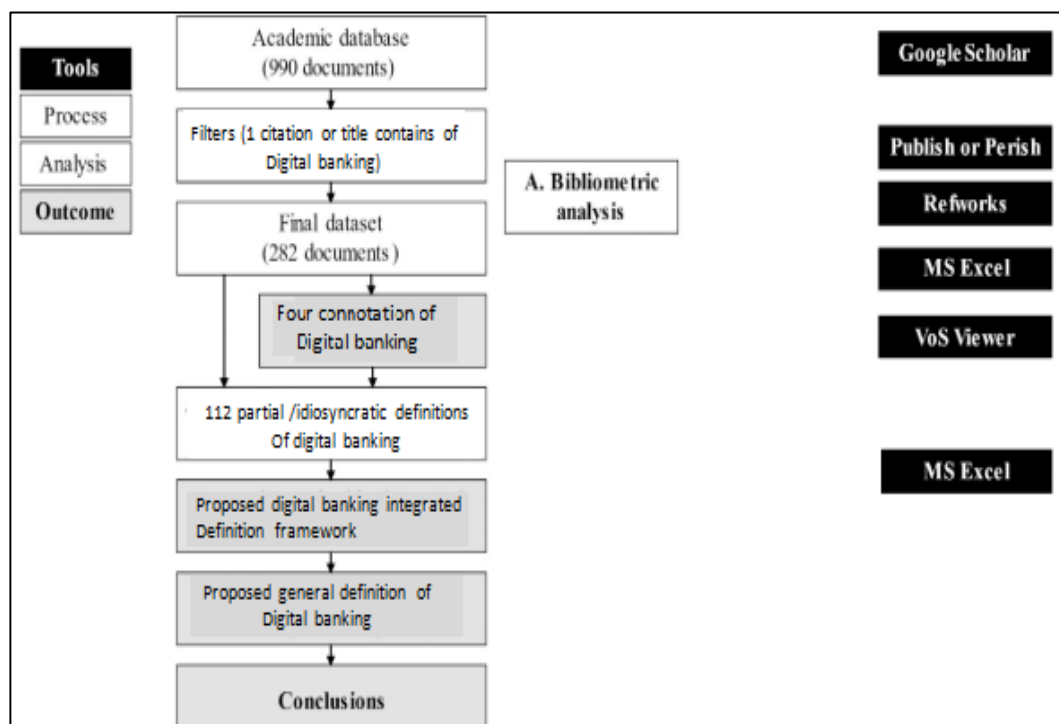 Tools
Process
Analysis
Outcome
Academic database
(990 documents)
Filters (1 citation or title contains of
Digital banking)
Final dataset
(282 documents)
Four connotation of
Digital banking
112 partial /idiosyncratic definitions
Of digital banking
Proposed digital banking integrated
Definition framework
Proposed general definition of
Digital banking
Conclusions
A. Bibliometric
analysis
Google Scholar
Publish or Perish
Refworks
MS Excel
VoS Viewer
MS Excel